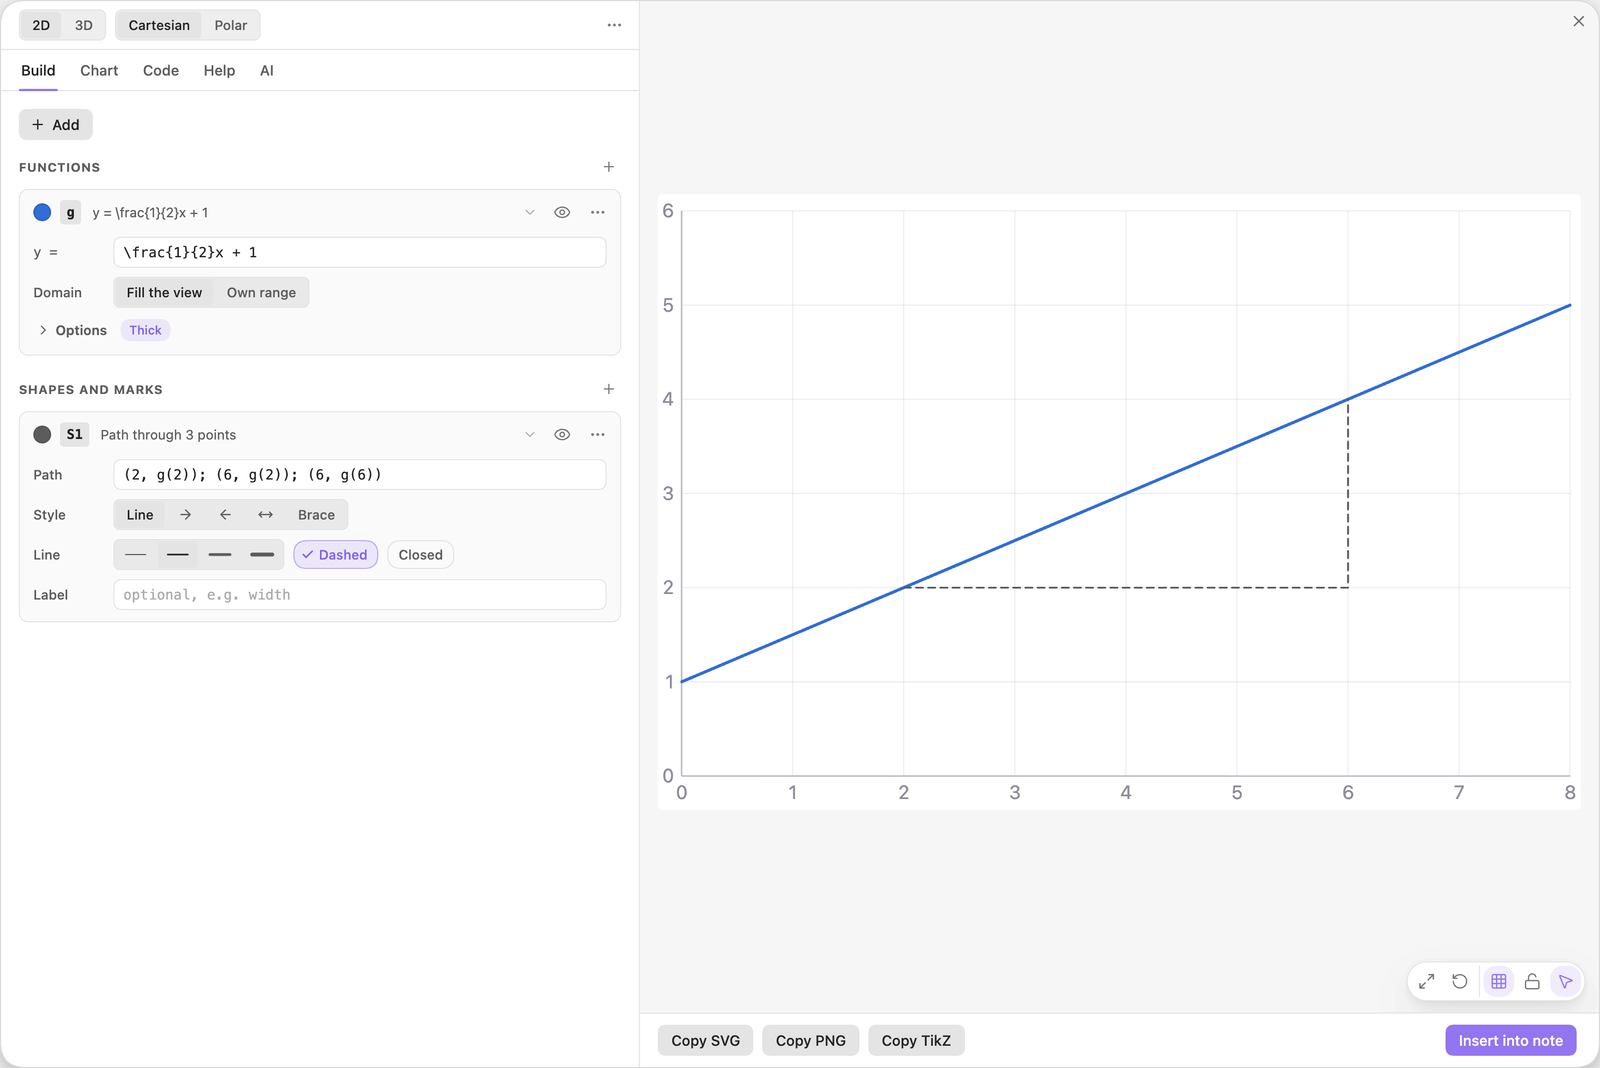 2D 3D Cartesian Polar
Build Chart Code Help AI
+ Add
FUNCTIONS
g y = \frac{1}{2}x + 1
y = \frac{1}{2}x + 1
Domain Fill the view Own range
Options Thick
SHAPES AND MARKS
S1 Path through 3 points
Path (2, g(2)); (6, g(2)); (6, g(6))
Style Line → ← ↔ Brace
Line Dashed Closed
Label optional, e.g. width
6
5
4
3
2
1
0
0 1 2 3 4 5 6 7 8
Copy SVG Copy PNG Copy TikZ Insert into note